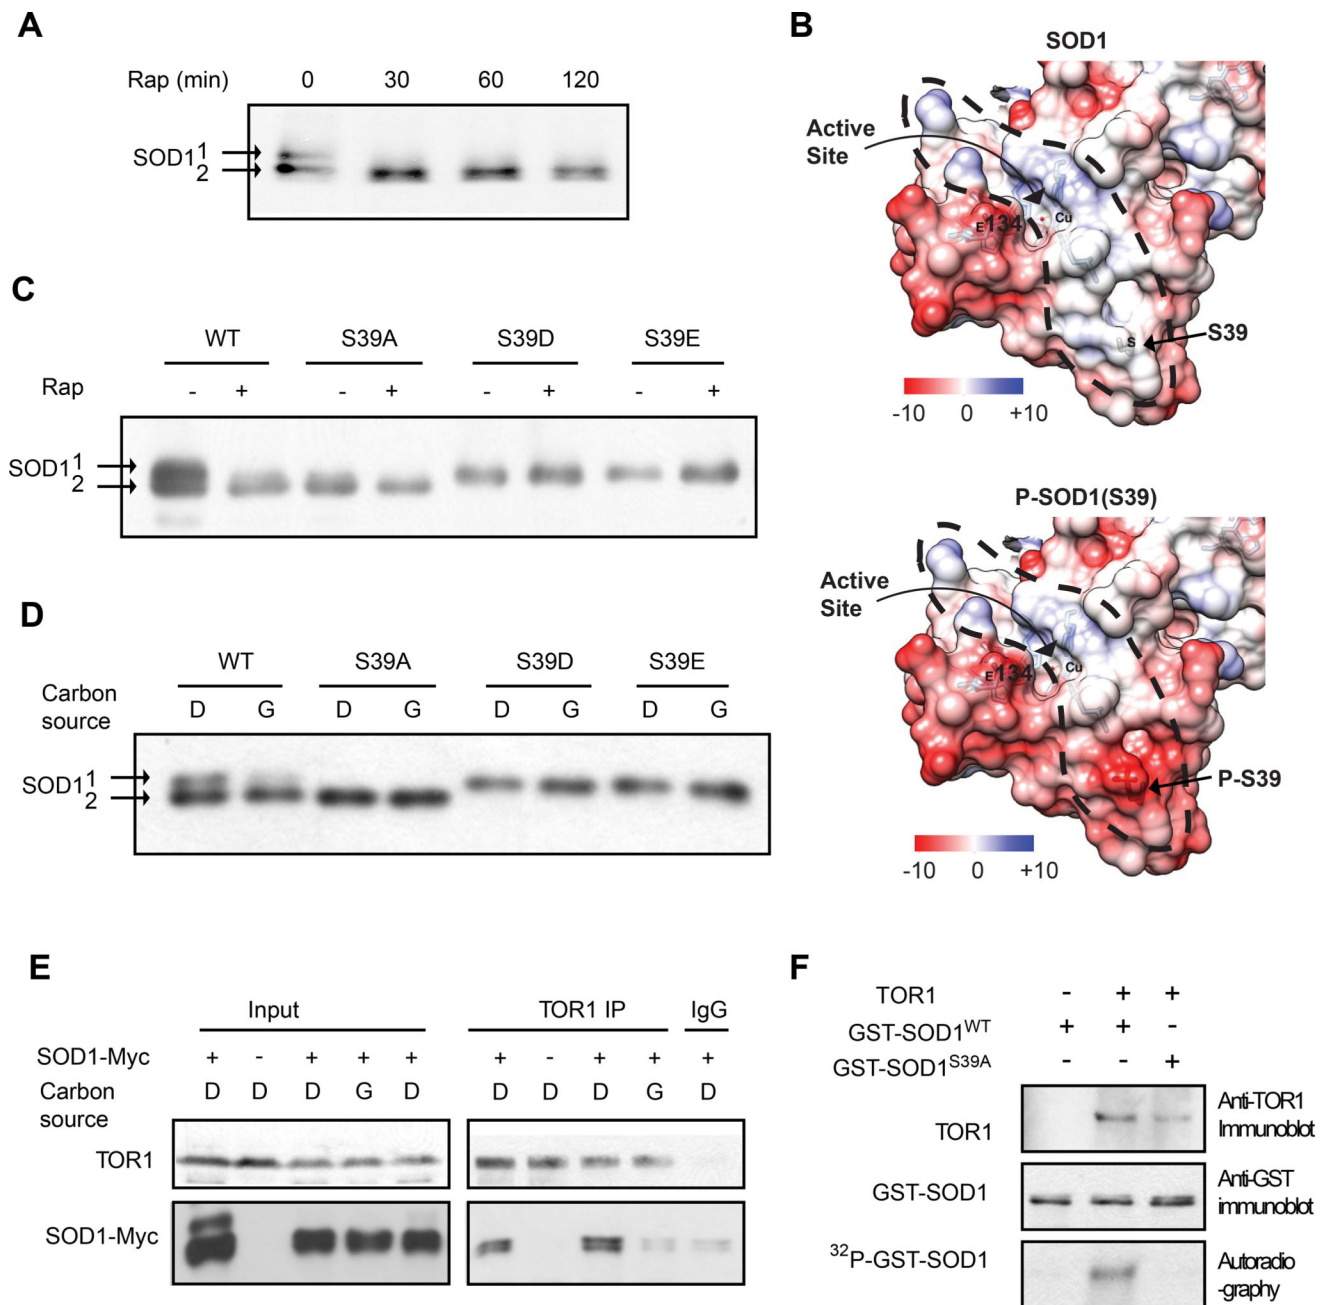 A
Rap (min) 0 30 60 120
SOD1 1
2
B
SOD1
Active
Site
E134
Cu
S
S39
-10 0 +10
P-SOD1(S39)
Active
Site
E134
Cu
P-S39
-10 0 +10
C
WT S39A S39D S39E
Rap - + - + - + - +
SOD1 1
2
D
WT S39A S39D S39E
Carbon
source
D G D G D G D G
SOD1 1
2
E
Input TOR1 IP IgG
SOD1-Myc + - + + + + - + + +
Carbon
source
D D D G D D D D G D
TOR1
SOD1-Myc
F
TOR1 - + +
GST-SOD1WT + + -
GST-SOD1S39A - - +
TOR1
Anti-TOR1
Immunoblot
GST-SOD1
Anti-GST
immunoblot
32P-GST-SOD1
Autoradio
-graphy